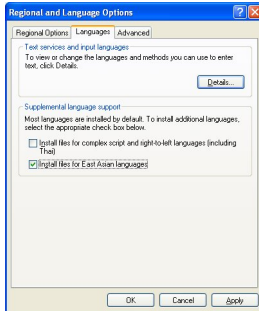 Regional and Language Options
Regional Options Languages Advanced
Text services and input languages
To view or change the languages and methods you can use to enter
text, click Details.
Details...
Supplemental language support
Most languages are installed by default. To install additional languages,
select the appropriate check box below.
Install files for complex script and right-to-left languages (including
Thai)
Install files for East Asian languages
OK Cancel Apply